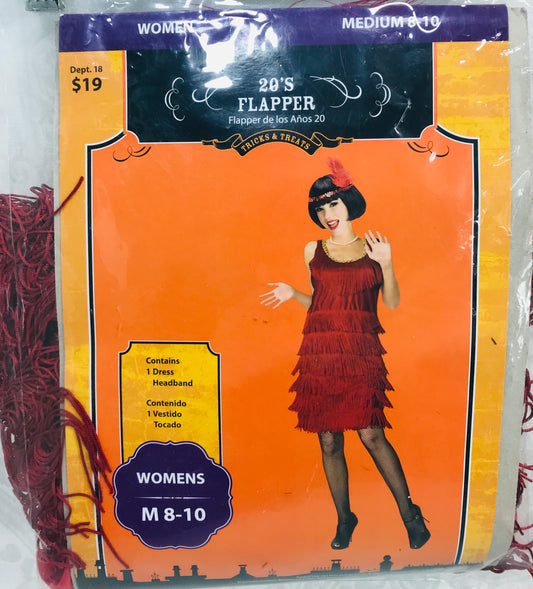 WOMEN
MEDIUM 8-10
Dept. 18
$19
20'S
FLAPPER
Flapper de los Años 20
TRICKS & TREATS
Contains
1 Dress
Headband
Contenido
1 Vestido
Tocado
WOMENS
M 8-10